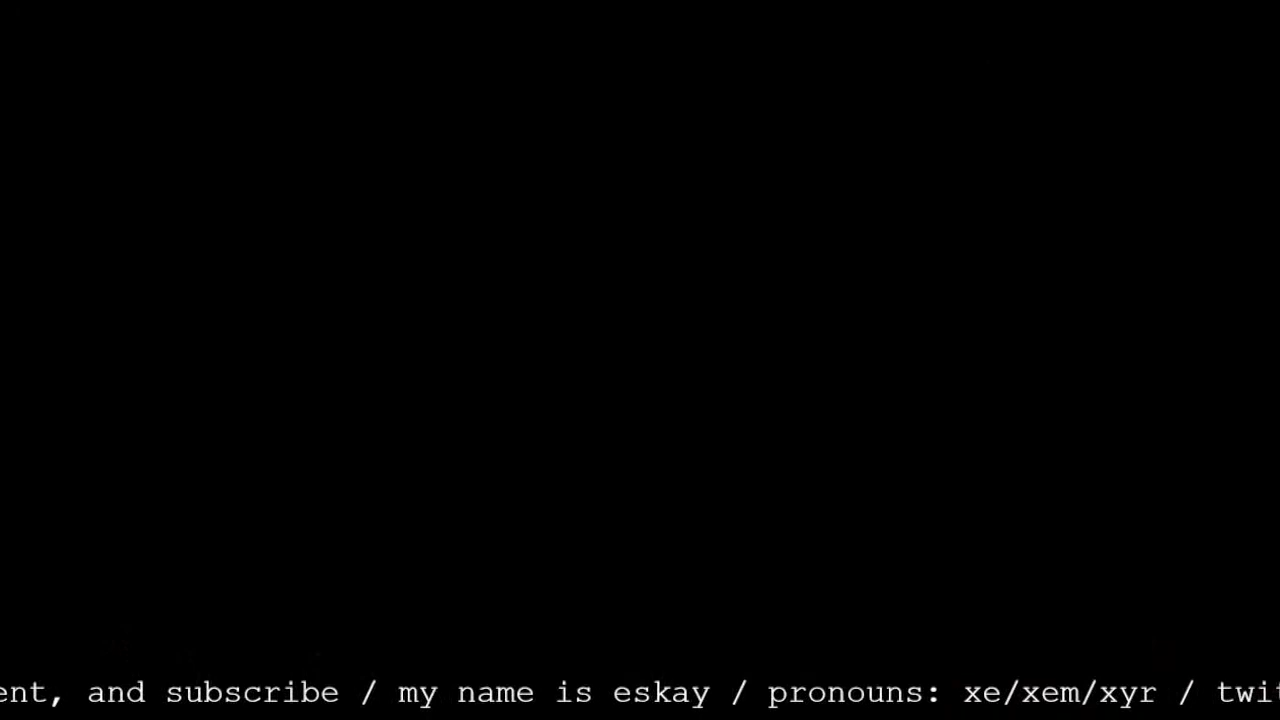 ent, and subscribe / my name is eskay / pronouns: xe/xem/xyr / twit